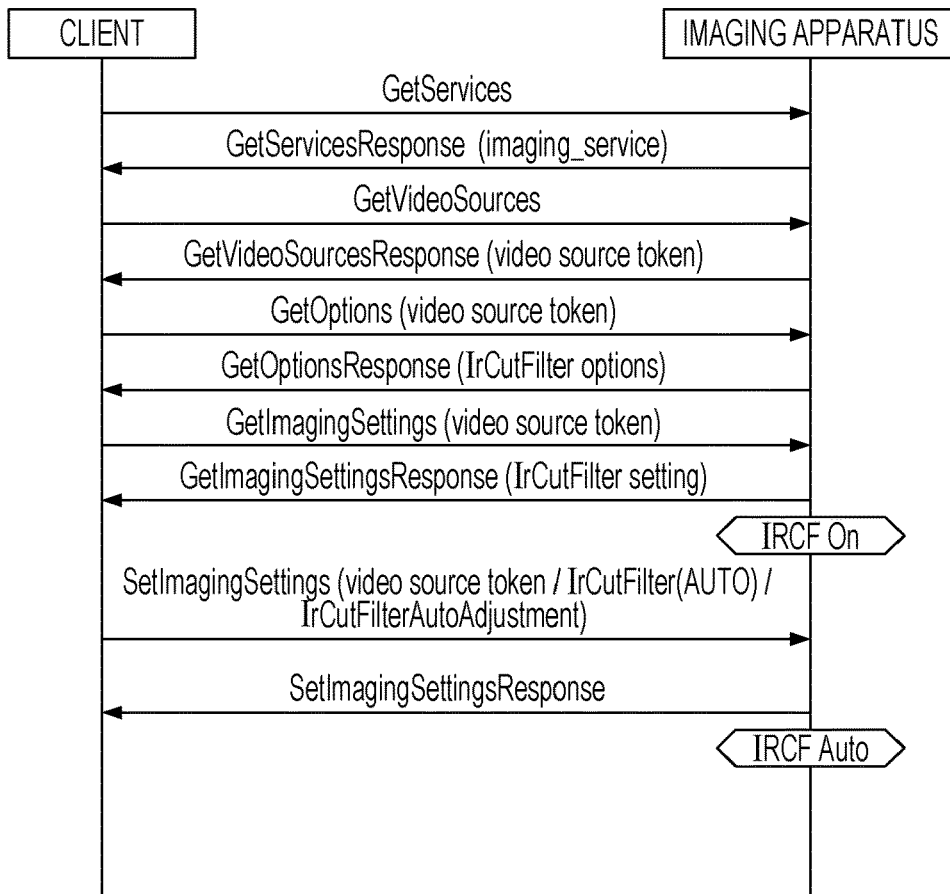 CLIENT
IMAGING APPARATUS
GetServices
GetServicesResponse (imaging_service)
GetVideoSources
GetVideoSourcesResponse (video source token)
GetOptions (video source token)
GetOptionsResponse (IrCutFilter options)
GetImagingSettings (video source token)
GetImagingSettingsResponse (IrCutFilter setting)
IRCF On
SetImagingSettings (video source token / IrCutFilter(AUTO) /
IrCutFilterAutoAdjustment)
SetImagingSettingsResponse
IRCF Auto